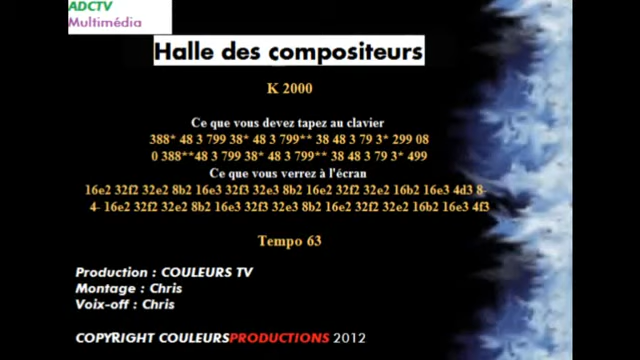 ADCTV
Multimédia
Halle des compositeurs
K 2000
Ce que vous devez tapez au clavier
388* 48 3 799 38* 48 3 799** 38 48 3 79 3* 299 08
0 388**48 3 799 38* 48 3 799** 38 48 3 79 3* 499
Ce que vous verrez à l'écran
16e2 32f2 32e2 8b2 16e3 32f3 32e3 8b2 16e2 32f2 32e2 16b2 16e3 4d3 8-
4- 16e2 32f2 32e2 8b2 16e3 32f3 32e3 8b2 16e2 32f2 32e2 16b2 16e3 4f3
Tempo 63
Production : COULEURS TV
Montage : Chris
Voix-off : Chris
COPYRIGHT COULEURSPRODUCTIONS 2012